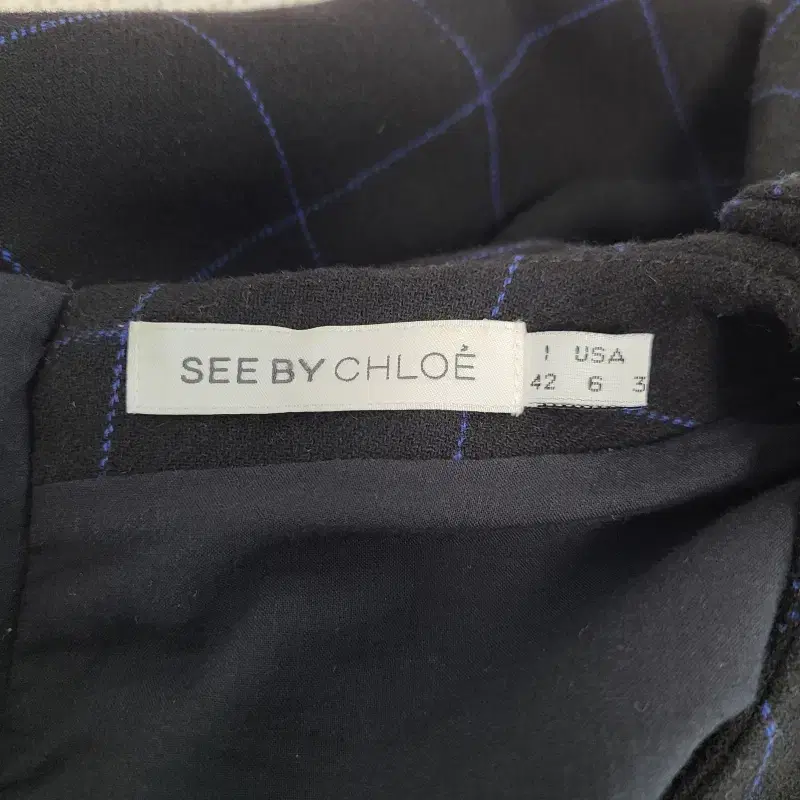 SEE BY CHLOÉ
I USA
42 6 3